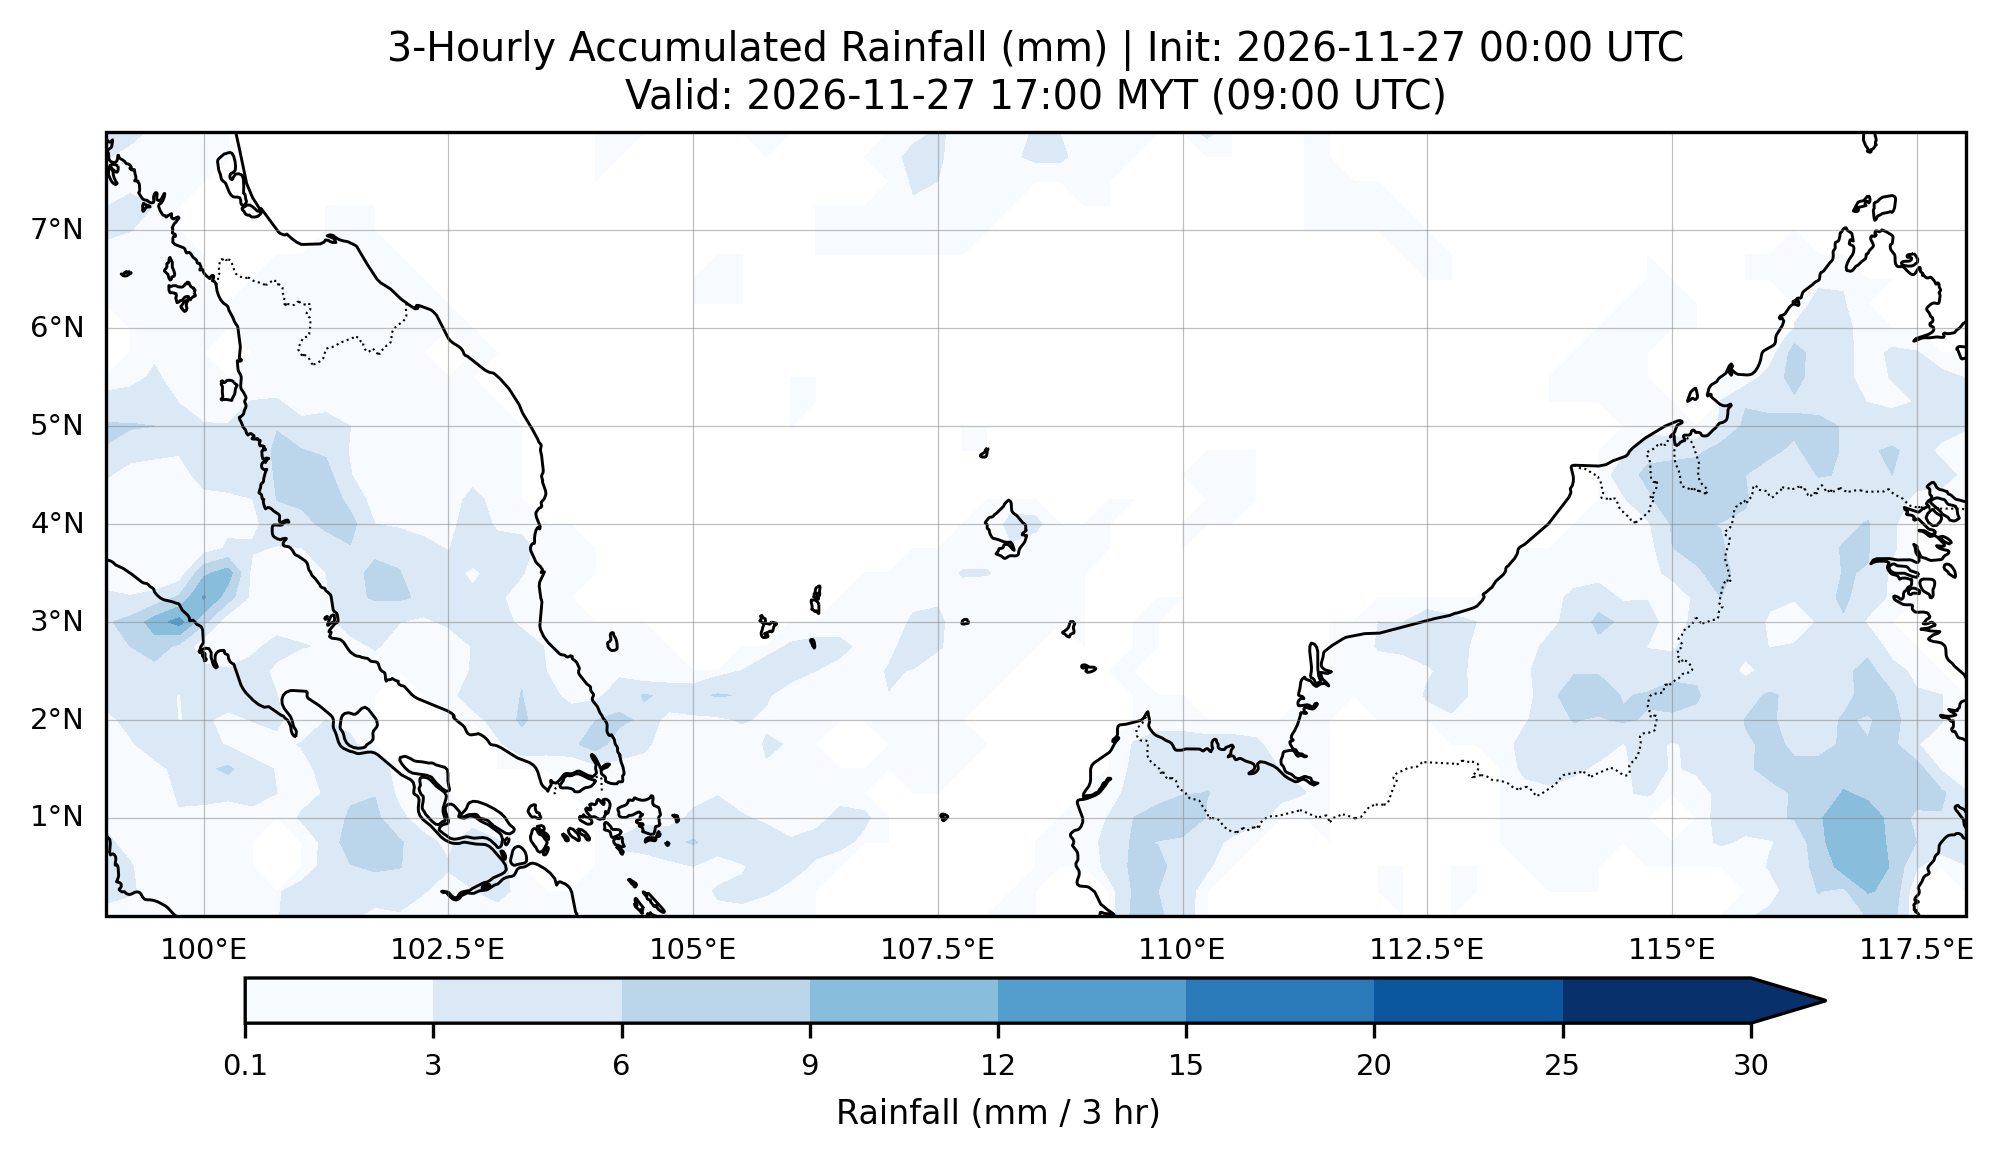 3-Hourly Accumulated Rainfall (mm) | Init: 2026-11-27 00:00 UTC
Valid: 2026-11-27 17:00 MYT (09:00 UTC)
7°N
6°N
5°N
4°N
3°N
2°N
1°N
100°E 102.5°E 105°E 107.5°E 110°E 112.5°E 115°E 117.5°E
0.1 3 6 9 12 15 20 25 30
Rainfall (mm / 3 hr)